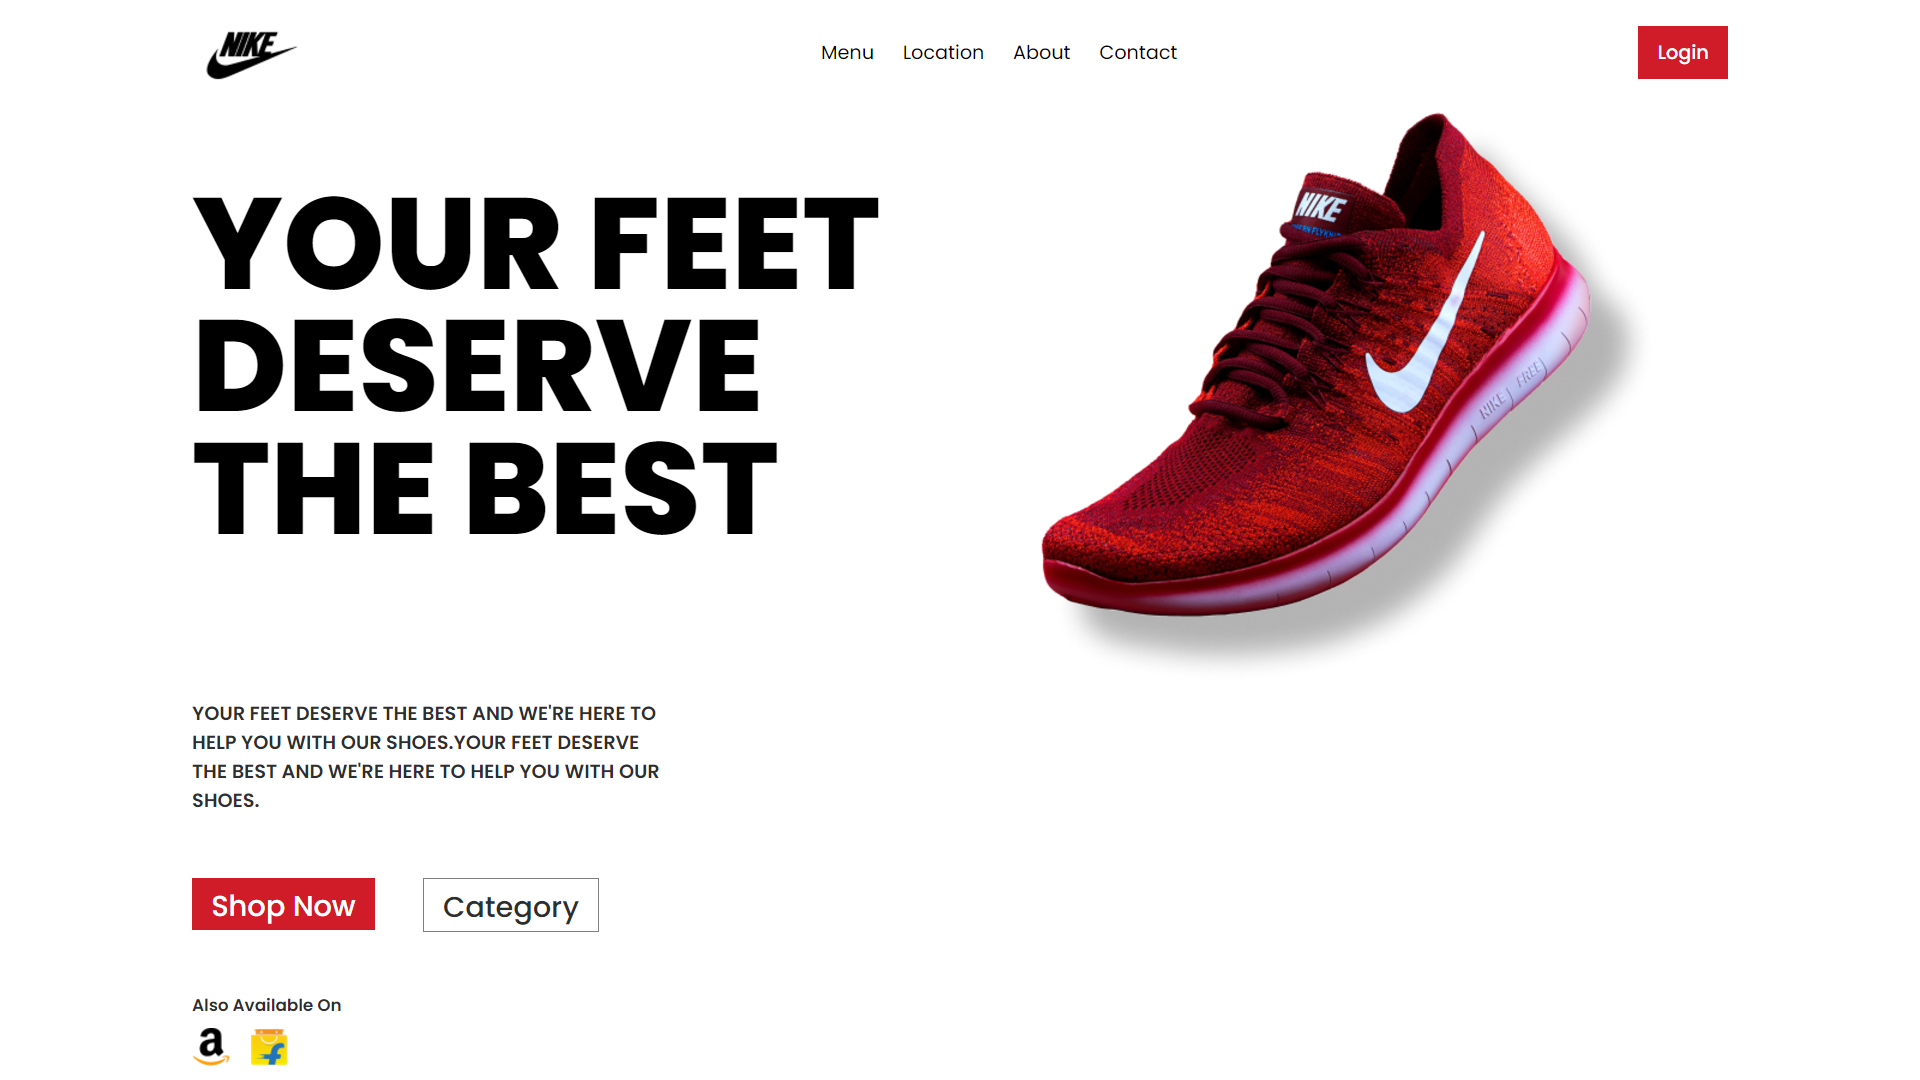 NIKE
Menu
Location
About
Contact
Login
YOUR FEET
DESERVE
THE BEST
NIKE
NIKE FREE
YOUR FEET DESERVE THE BEST AND WE'RE HERE TO
HELP YOU WITH OUR SHOES.YOUR FEET DESERVE
THE BEST AND WE'RE HERE TO HELP YOU WITH OUR
SHOES.
Shop Now
Category
Also Available On